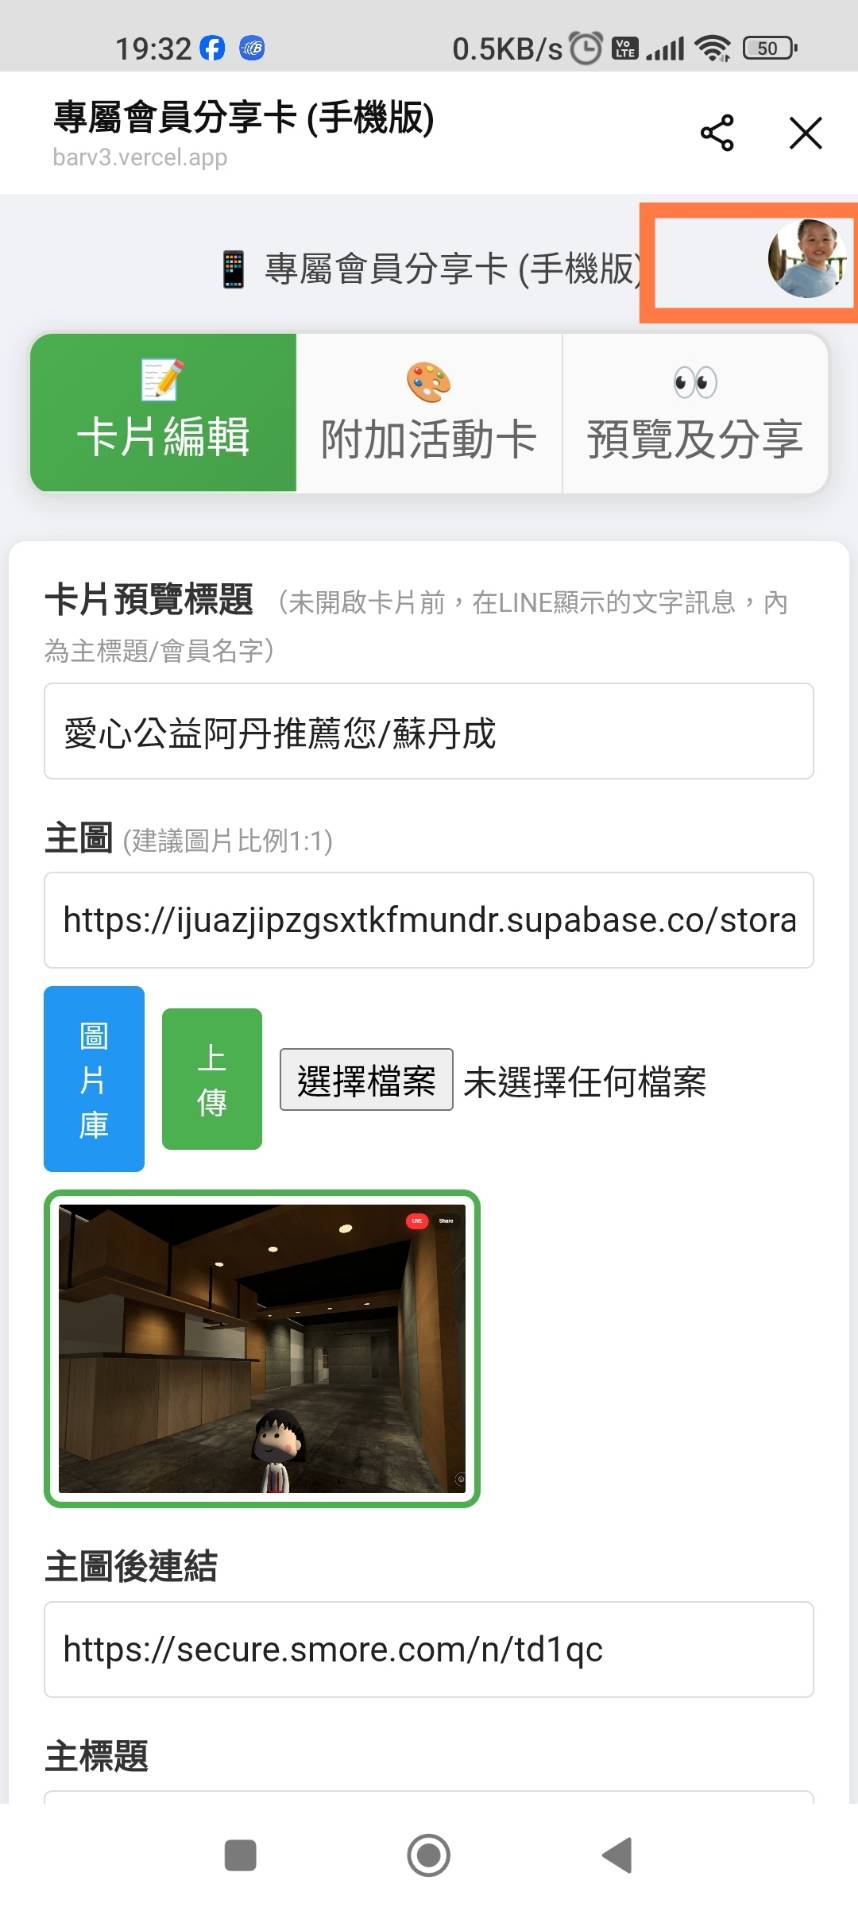 19:32
0.5KB/s
Vo LTE
50
專屬會員分享卡 (手機版)
barv3.vercel.app
專屬會員分享卡 (手機版)
卡片編輯
附加活動卡
預覽及分享
卡片預覽標題 （未開啟卡片前，在LINE顯示的文字訊息，內
為主標題/會員名字）
愛心公益阿丹推薦您/蘇丹成
主圖 (建議圖片比例1:1)
https://ijuazjipzgsxtkfmundr.supabase.co/stora
圖片庫
上傳
選擇檔案 未選擇任何檔案
LIVE
Share
主圖後連結
https://secure.smore.com/n/td1qc
主標題